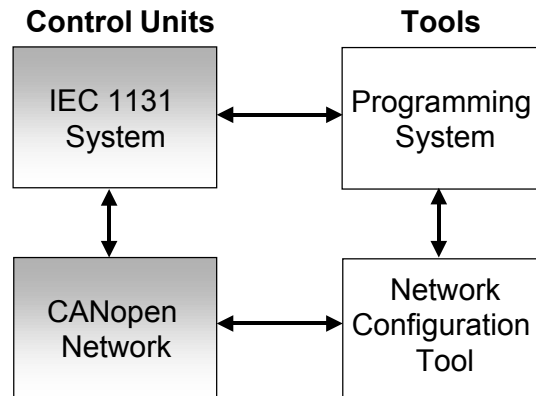 Control Units
Tools
IEC 1131
System
Programming
System
CANopen
Network
Network
Configuration
Tool